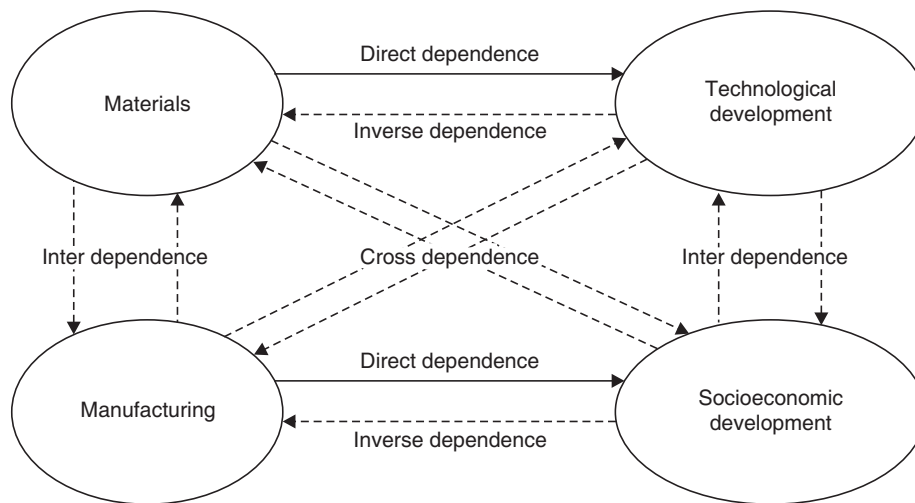 Direct dependence
Materials
Technological
development
Inverse dependence
Inter dependence
Cross dependence
Inter dependence
Direct dependence
Manufacturing
Socioeconomic
development
Inverse dependence